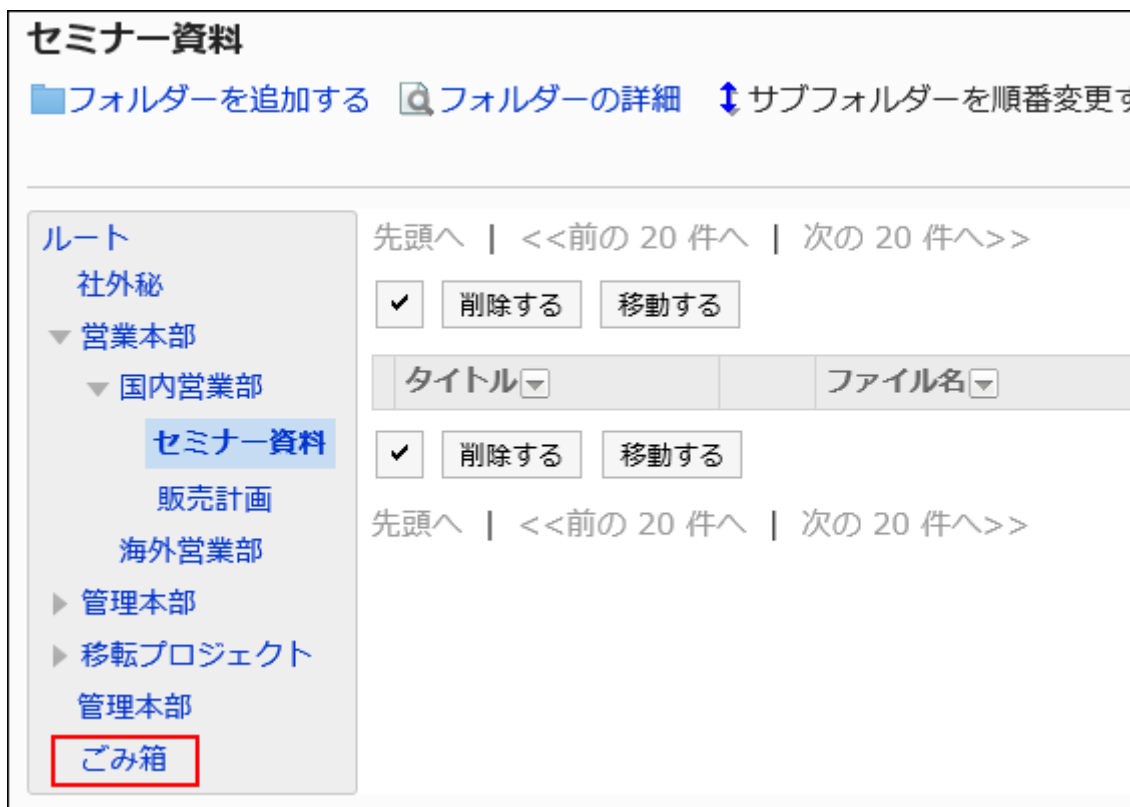 セミナー資料
フォルダーを追加する フォルダーの詳細 サブフォルダーを順番変更す
ルート
社外秘
営業本部
国内営業部
セミナー資料
販売計画
海外営業部
管理本部
移転プロジェクト
管理本部
ごみ箱
先頭へ | <<前の 20 件へ | 次の 20 件へ>>
削除する 移動する
タイトル ファイル名
削除する 移動する
先頭へ | <<前の 20 件へ | 次の 20 件へ>>